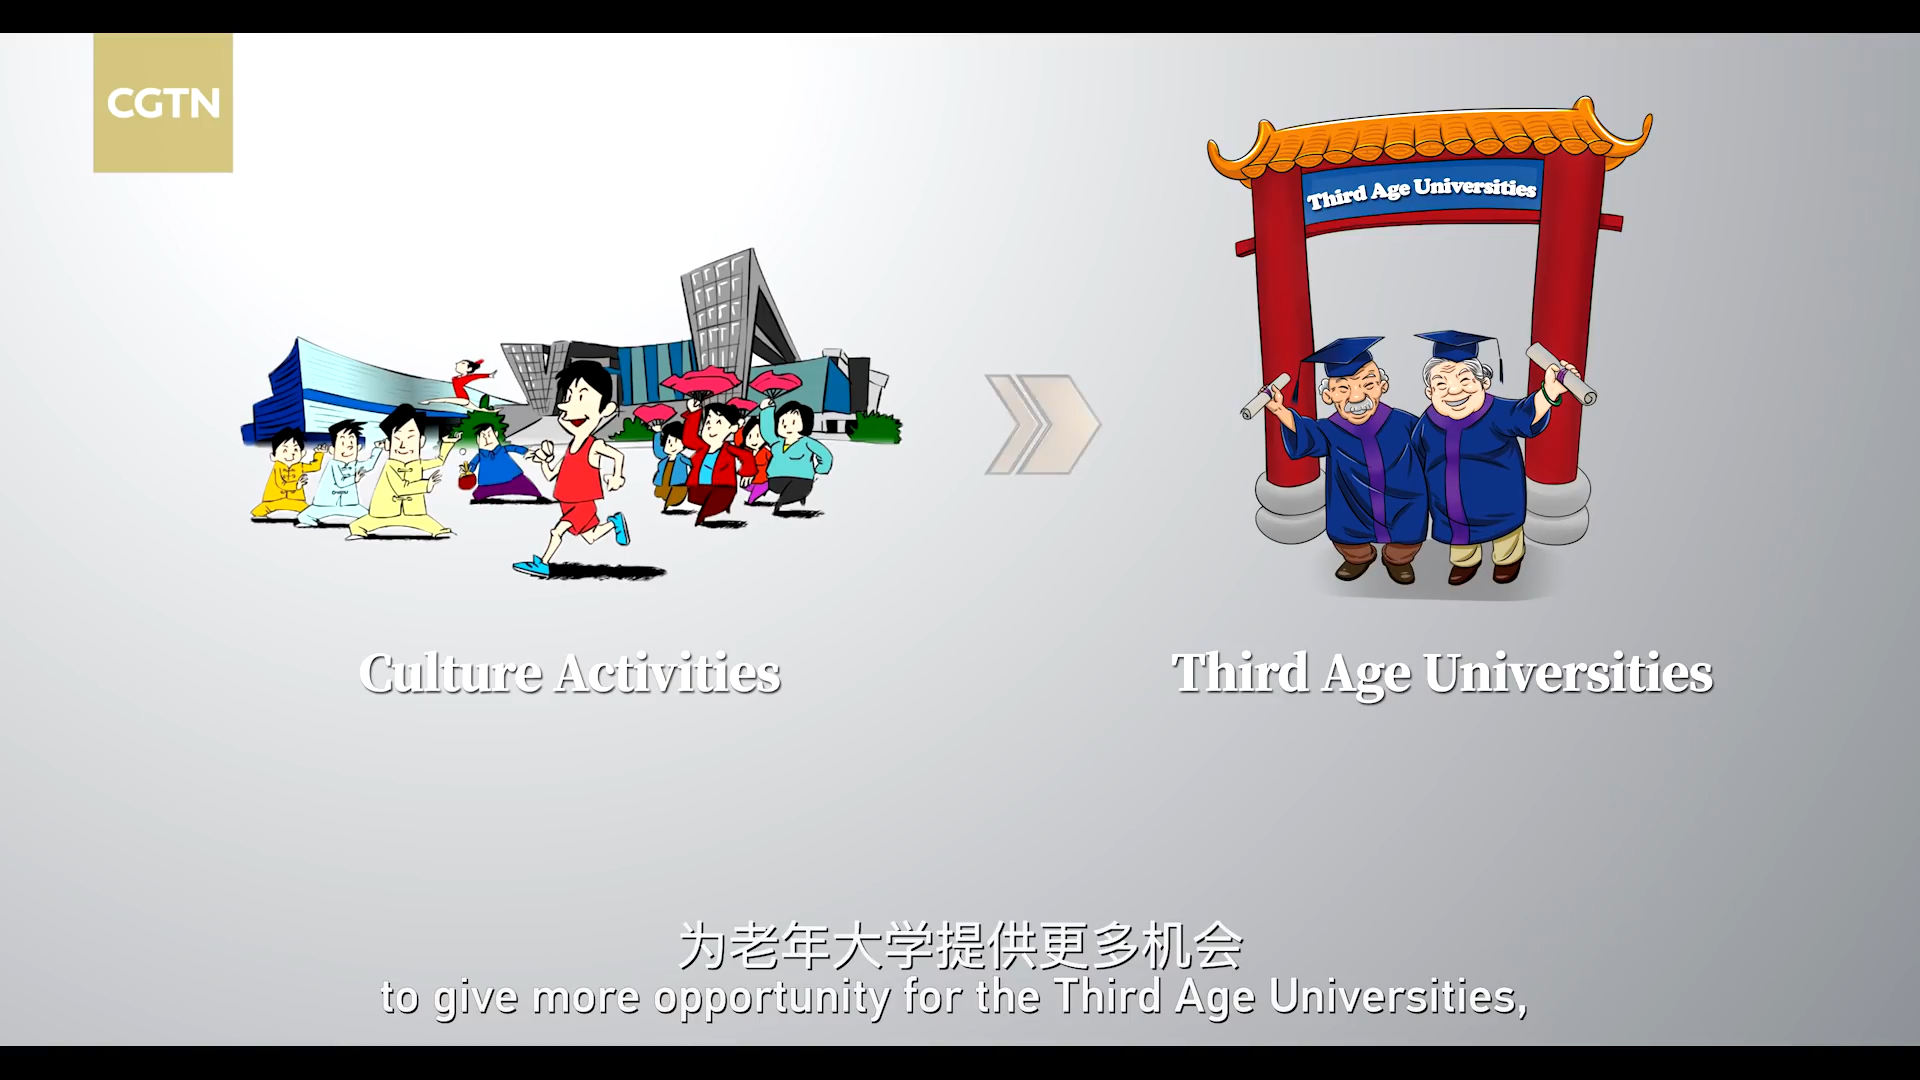 CGTN
Third Age Universities
Culture Activities
Third Age Universities
为老年大学提供更多机会
to give more opportunity for the Third Age Universities,